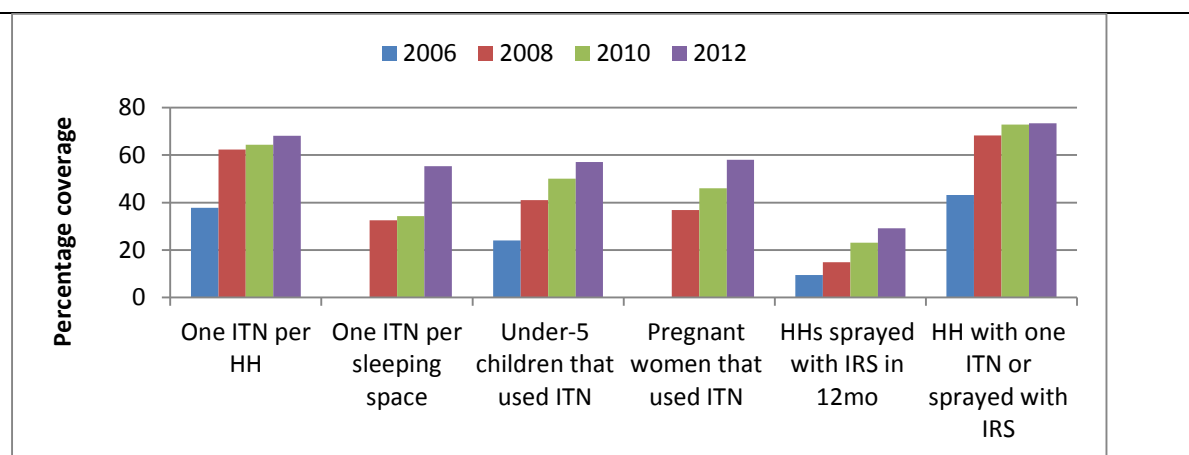 2006 2008 2010 2012
Percentage coverage
80
60
40
20
0
One ITN per HH
One ITN per sleeping space
Under-5 children that used ITN
Pregnant women that used ITN
HHs sprayed with IRS in 12mo
HH with one ITN or sprayed with IRS